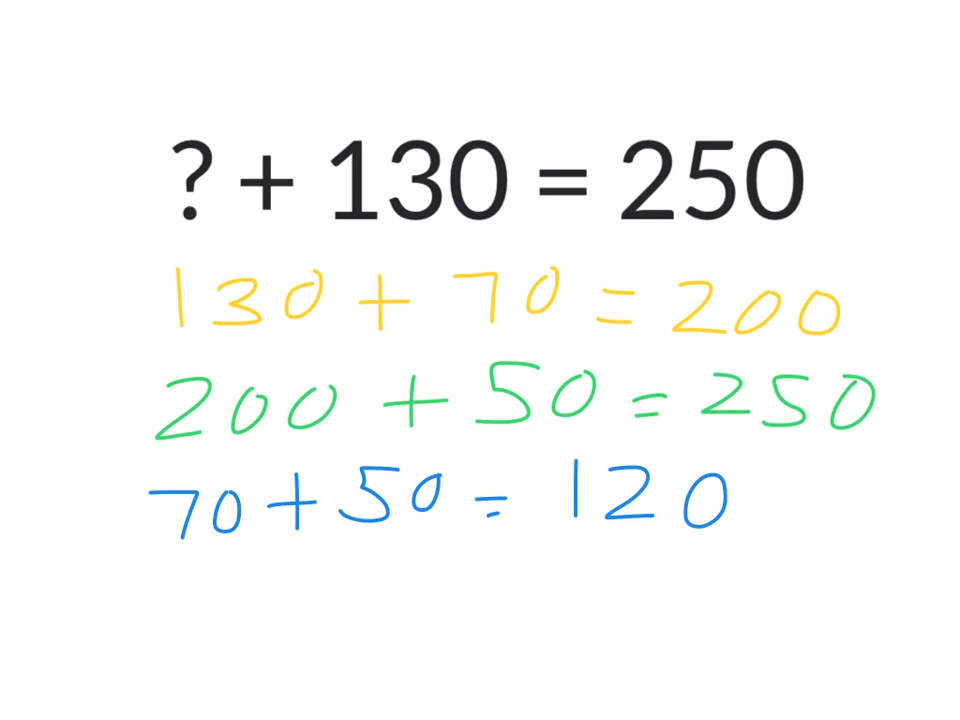 ? + 130 = 250
130 + 70 = 200
200 + 50 = 250
70 + 50 = 120